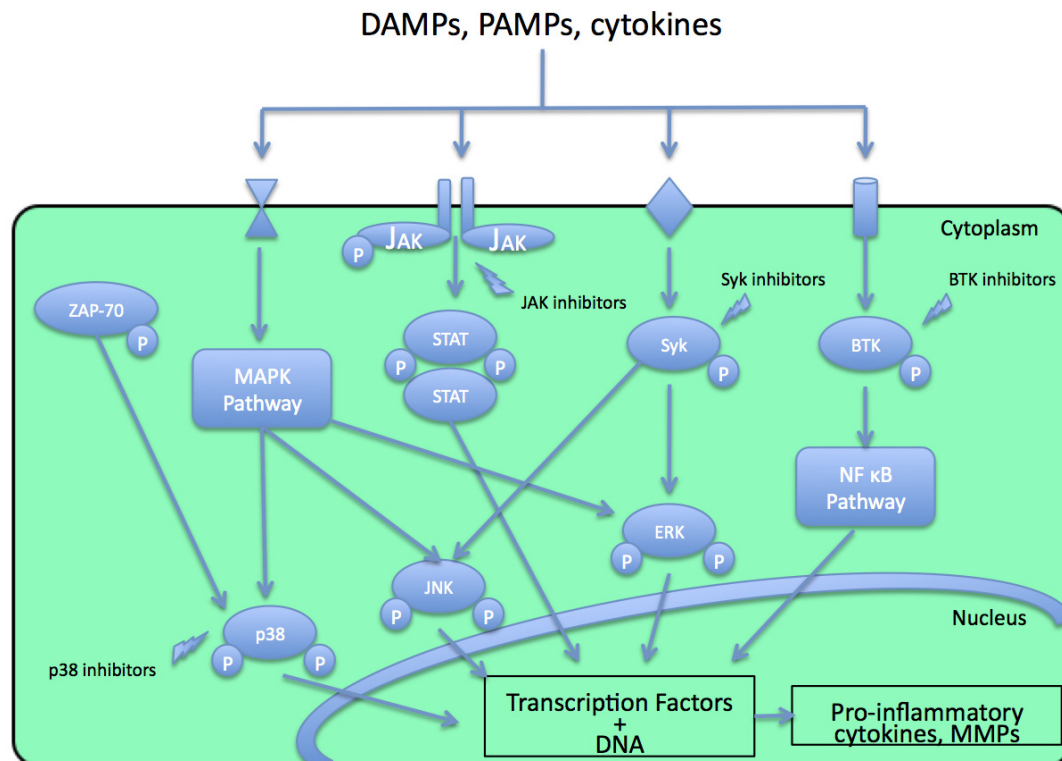 DAMPs, PAMPs, cytokines
Cytoplasm
JAK
JAK
P
Syk inhibitors
BTK inhibitors
JAK inhibitors
ZAP-70
P
STAT
P
P
STAT
Syk
P
BTK
P
MAPK
Pathway
NF κB
Pathway
ERK
P
P
JNK
P
P
Nucleus
p38
P
P
p38 inhibitors
Transcription Factors
+
DNA
Pro-inflammatory
cytokines, MMPs